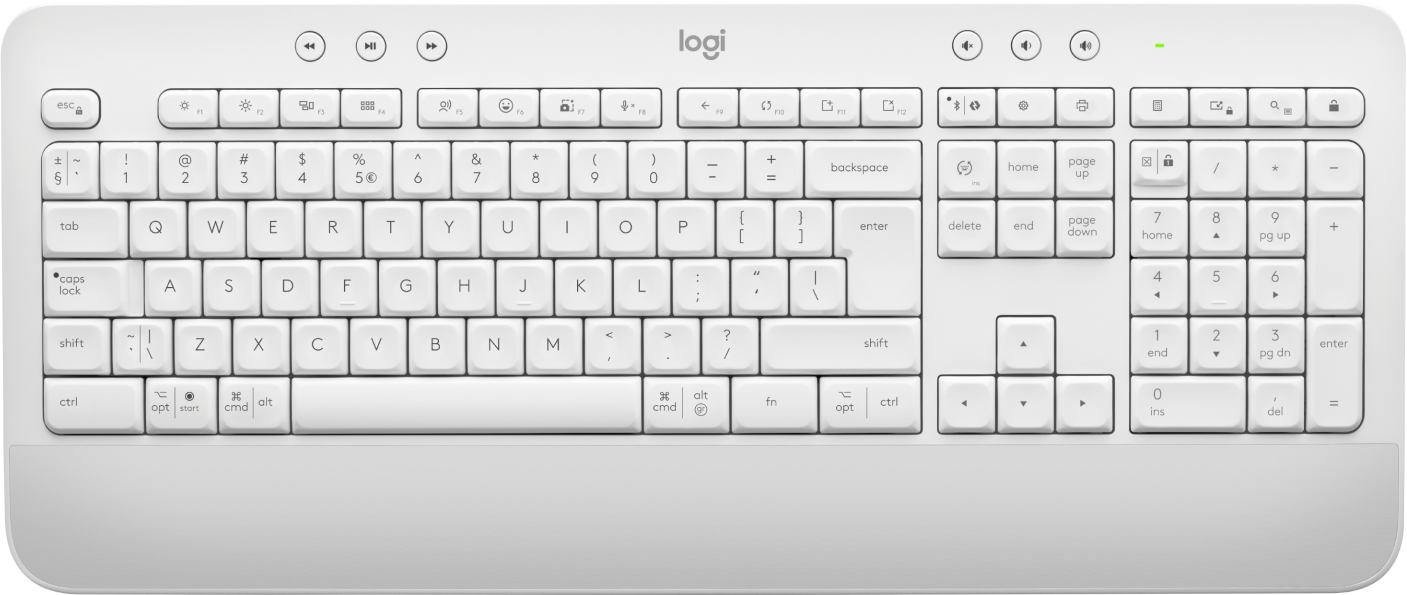 logi
esc F1 F2 F3 F4 F5 F6 F7 F8 F9 F10 F11 F12
± ~ ! @ # $ % ^ & * ( ) _ + backspace ins home page up / * -
§ ` 1 2 3 4 5 € 6 7 8 9 0 - =
tab Q W E R T Y U I O P { } enter delete end page down 7 8 9 +
[ ] home pg up
caps lock A S D F G H J K L : “ | 4 5 6
; ‘ \
shift ~ | Z X C V B N M < > ? shift 1 2 3 enter
` \ , . / end pg dn
ctrl opt start cmd alt cmd alt gr fn opt ctrl 0 , =
ins del